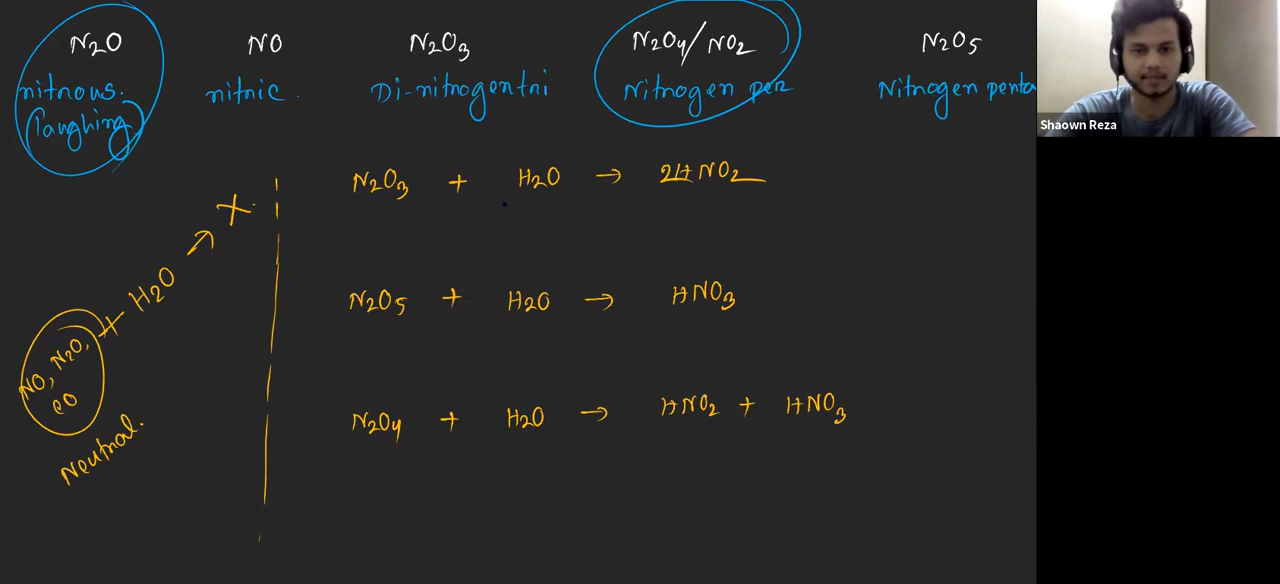 N2O NO N2O3 N2O4/NO2 N2O5
nitrous. nitric. Di-nitrogentri Nitrogen per Nitrogen penta
(laughing)
Shaown Reza
N2O3 + H2O → 2HNO2
NO, N2O, CO + H2O → ×.
Neutral.
N2O5 + H2O → HNO3
N2O4 + H2O → HNO2 + HNO3